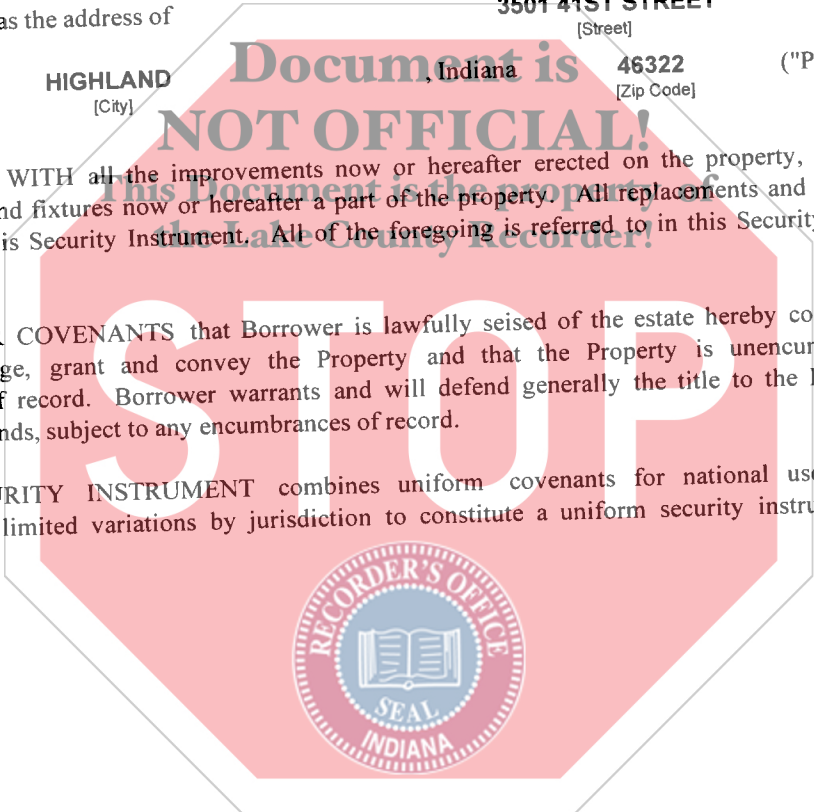 as the address of
3501 41ST STREET
[Street]
HIGHLAND , Indiana 46322 ("P
[City] [Zip Code]
Document is
NOT OFFICIAL!
This Document is the property of
the Lake County Recorder!
WITH all the improvements now or hereafter erected on the property,
nd fixtures now or hereafter a part of the property. All replacements and
is Security Instrument. All of the foregoing is referred to in this Security
COVENANTS that Borrower is lawfully seised of the estate hereby co
ge, grant and convey the Property and that the Property is unencum
f record. Borrower warrants and will defend generally the title to the
nds, subject to any encumbrances of record.
URITY INSTRUMENT combines uniform covenants for national use
limited variations by jurisdiction to constitute a uniform security instru
STOP
RECORDER'S OFFICE
SEAL
INDIANA